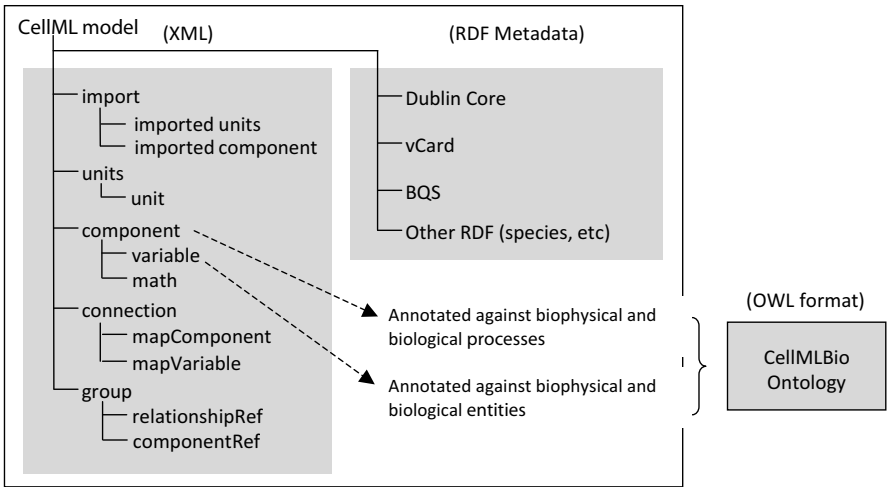 CellML model
(XML)
(RDF Metadata)
import
imported units
imported component
units
unit
component
variable
math
connection
mapComponent
mapVariable
group
relationshipRef
componentRef
Dublin Core
vCard
BQS
Other RDF (species, etc)
Annotated against biophysical and
biological processes
Annotated against biophysical and
biological entities
(OWL format)
CellMLBio
Ontology